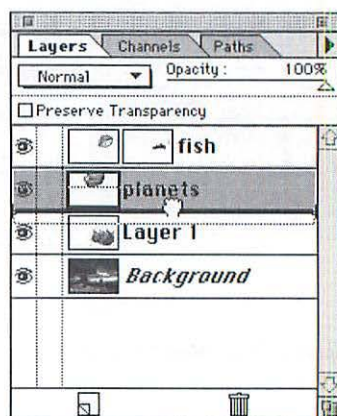 Layers Channels Paths
Normal Opacity: 100%
Preserve Transparency
fish
planets
Layer 1
Background